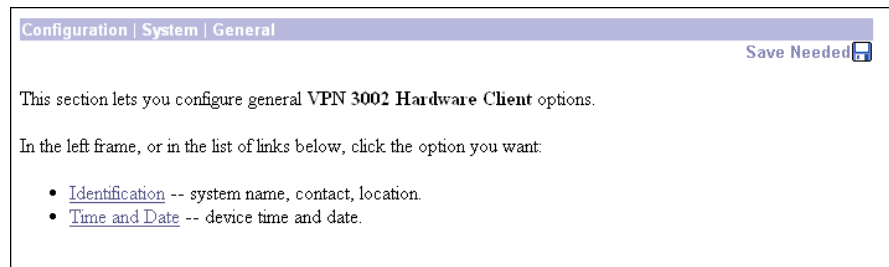 Configuration | System | General
Save Needed
This section lets you configure general VPN 3002 Hardware Client options.
In the left frame, or in the list of links below, click the option you want:
• Identification -- system name, contact, location.
• Time and Date -- device time and date.